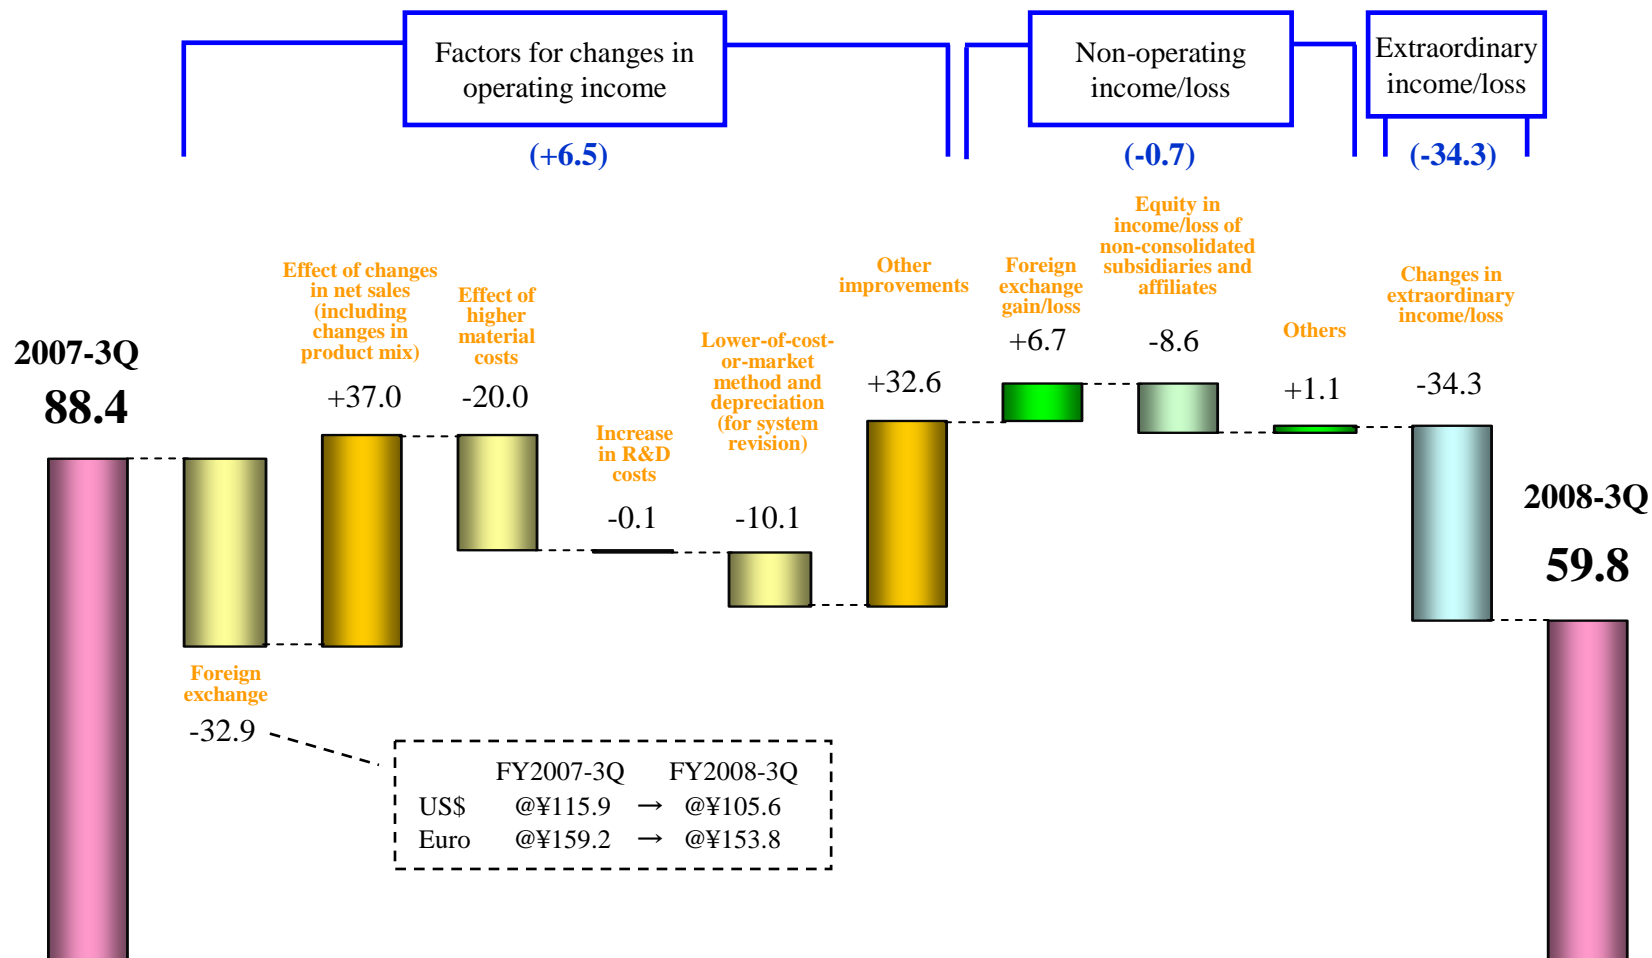 Factors for changes in
operating income
(+6.5)
Non-operating
income/loss
(-0.7)
Extraordinary
income/loss
(-34.3)
2007-3Q
88.4
Foreign
exchange
-32.9
Effect of changes
in net sales
(including
changes in
product mix)
+37.0
Effect of
higher
material
costs
-20.0
Increase
in R&D
costs
-0.1
Lower-of-cost-
or-market
method and
depreciation
(for system
revision)
-10.1
Other
improvements
+32.6
Foreign
exchange
gain/loss
+6.7
Equity in
income/loss of
non-consolidated
subsidiaries and
affiliates
-8.6
Others
+1.1
Changes in
extraordinary
income/loss
-34.3
2008-3Q
59.8
FY2007-3Q FY2008-3Q
US$ @¥115.9 → @¥105.6
Euro @¥159.2 → @¥153.8